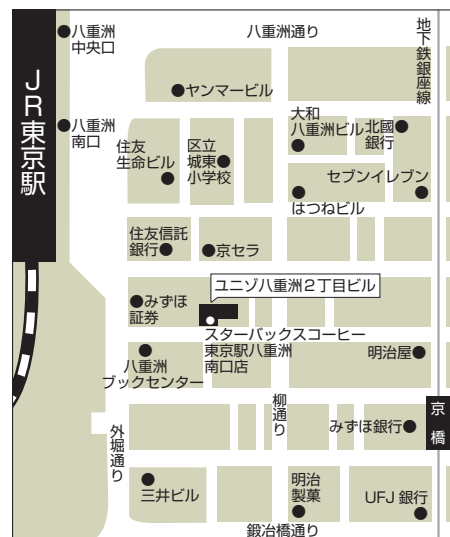 八重洲
中央口
八重洲通り
地下鉄銀座線
JR東京駅
ヤンマービル
八重洲
南口
大和
八重洲ビル
北國
銀行
住友
生命ビル
区立
城東
小学校
セブンイレブン
はつねビル
住友信託
銀行
京セラ
ユニゾ八重洲2丁目ビル
みずほ
証券
スターバックスコーヒー
東京駅八重洲
南口店
八重洲
ブックセンター
明治屋
京橋
柳通り
みずほ銀行
外堀通り
三井ビル
明治
製菓
UFJ 銀行
鍛冶橋通り